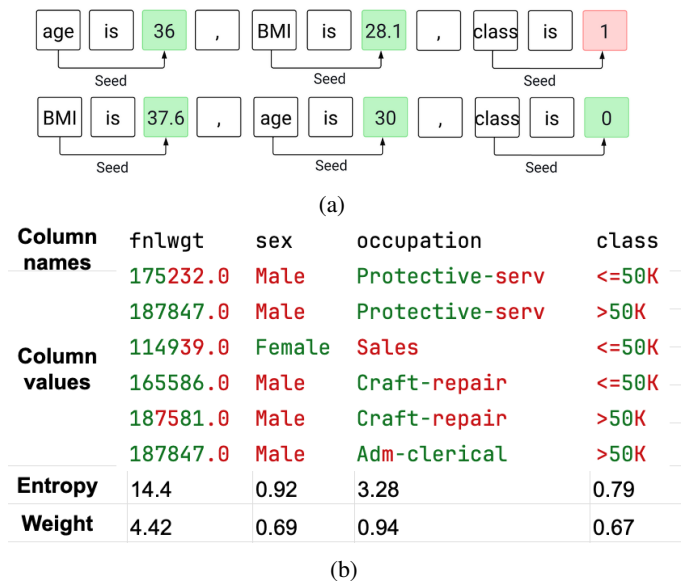 age is 36 , BMI is 28.1 , class is 1
Seed Seed Seed
BMI is 37.6 , age is 30 , class is 0
Seed Seed Seed
(a)
Column names fnlwgt sex occupation class
175232.0 Male Protective-serv <=50K
187847.0 Male Protective-serv >50K
Column values 114939.0 Female Sales <=50K
165586.0 Male Craft-repair <=50K
187581.0 Male Craft-repair >50K
187847.0 Male Adm-clerical >50K
Entropy 14.4 0.92 3.28 0.79
Weight 4.42 0.69 0.94 0.67
(b)